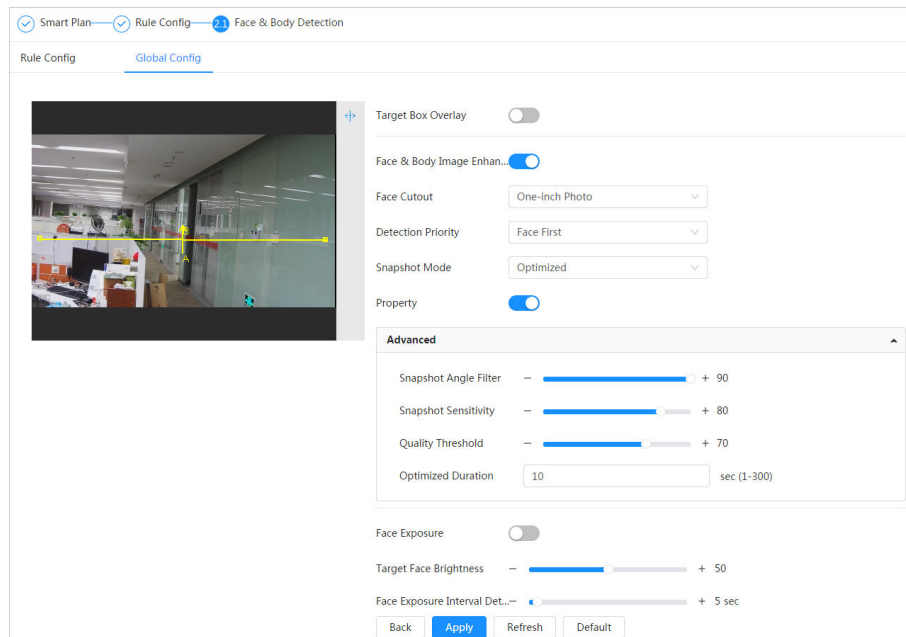 Smart Plan Rule Config 2.1 Face & Body Detection
Rule Config Global Config
Target Box Overlay
Face & Body Image Enhan...
Face Cutout One-inch Photo
Detection Priority Face First
Snapshot Mode Optimized
Property
Advanced
Snapshot Angle Filter − + 90
Snapshot Sensitivity − + 80
Quality Threshold − + 70
Optimized Duration 10 sec (1-300)
Face Exposure
Target Face Brightness − + 50
Face Exposure Interval Det... − + 5 sec
Back Apply Refresh Default
B
A